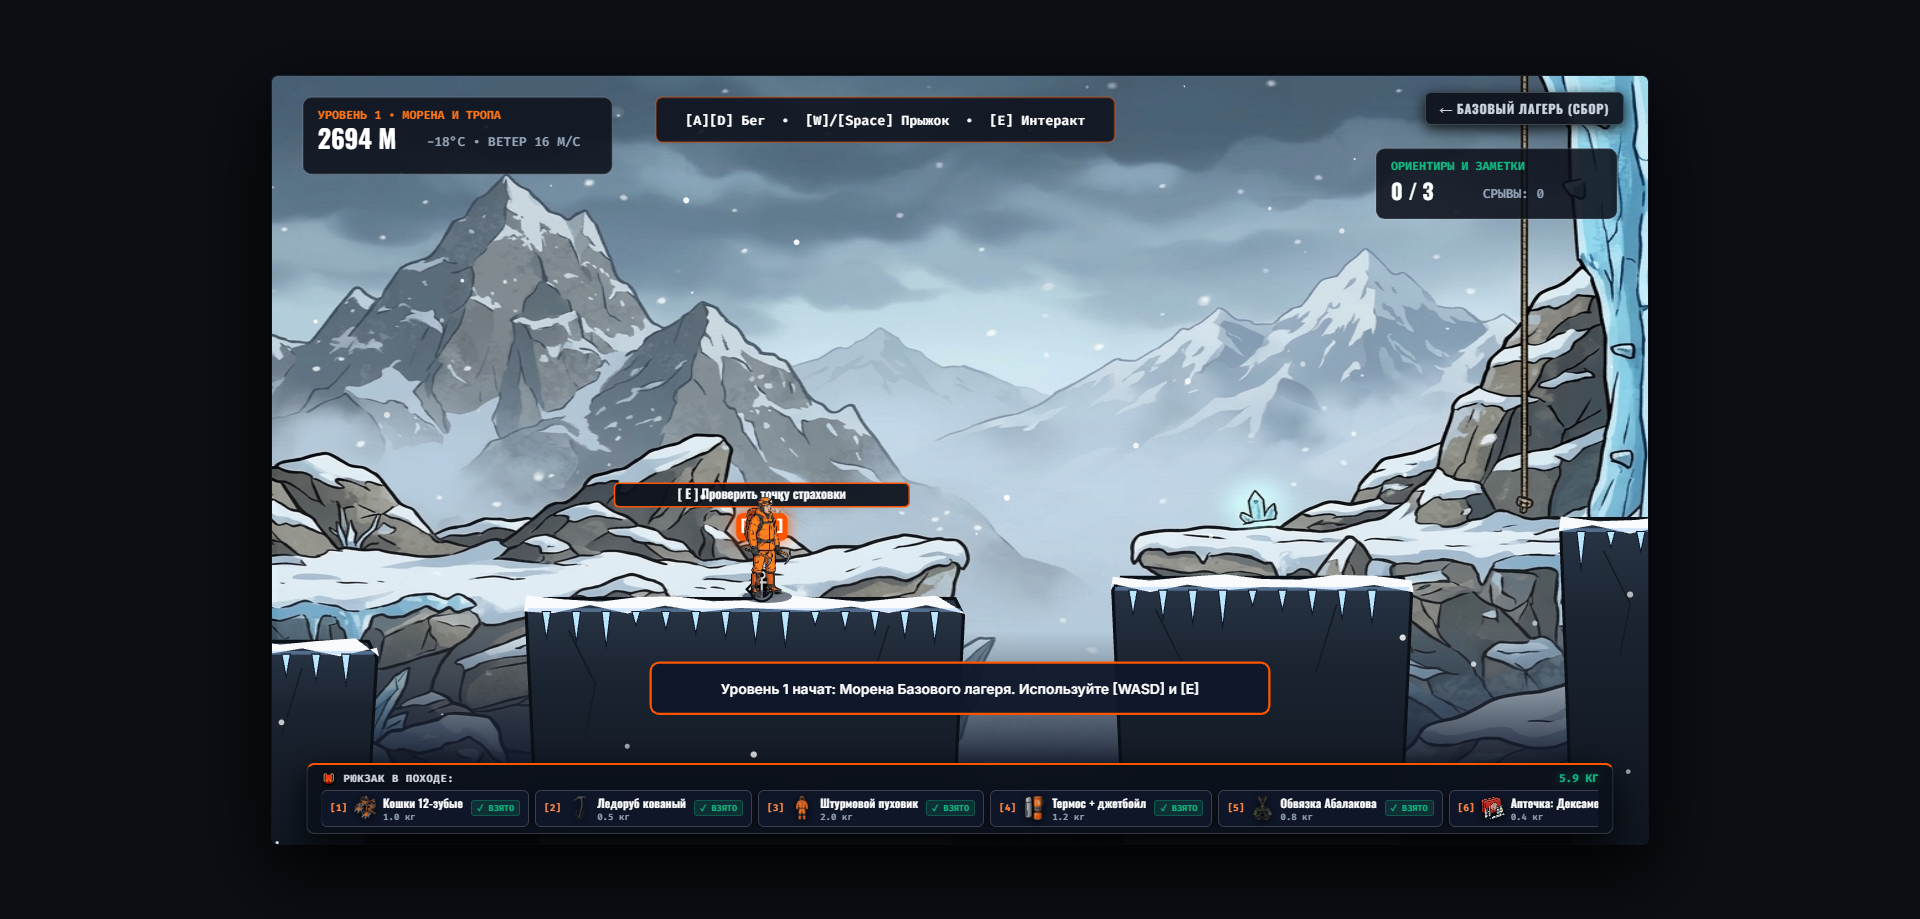 УРОВЕНЬ 1 • МОРЕНА И ТРОПА
2694 М
-18°C • ВЕТЕР 16 М/С
[A][D] Бег • [W]/[Space] Прыжок • [E] Интеракт
← БАЗОВЫЙ ЛАГЕРЬ (СБОР)
ОРИЕНТИРЫ И ЗАМЕТКИ
0 / 3
СРЫВЫ: 0
[ E ] Проверить точку страховки
Уровень 1 начат: Морена Базового лагеря. Используйте [WASD] и [E]
РЮКЗАК В ПОХОДЕ:
5.9 КГ
[1] Кошки 12-зубые ✓ ВЗЯТО
1.0 кг
[2] Ледоруб кованый ✓ ВЗЯТО
0.5 кг
[3] Штурмовой пуховик ✓ ВЗЯТО
2.0 кг
[4] Термос + джетбойл ✓ ВЗЯТО
1.2 кг
[5] Обвязка Абалакова ✓ ВЗЯТО
0.8 кг
[6] Аптечка: Дексаме
0.4 кг